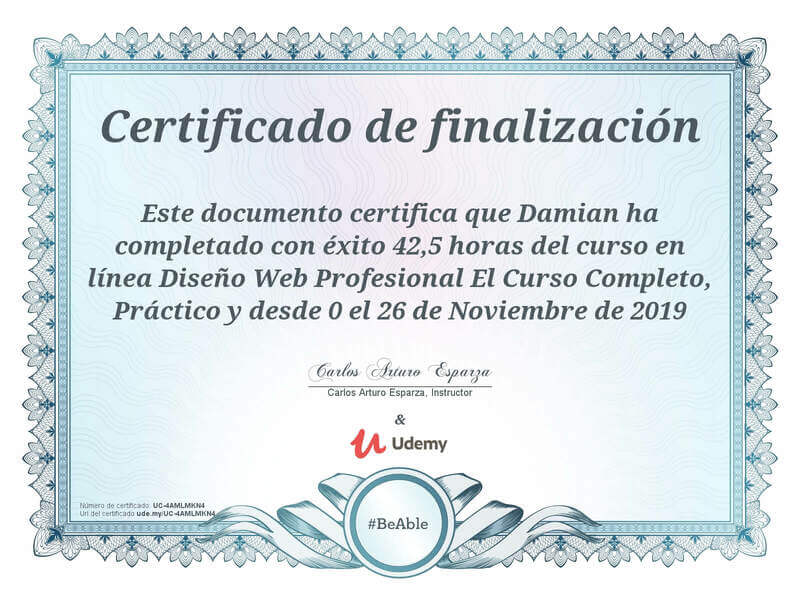 Certificado de finalización
Este documento certifica que Damian ha
completado con éxito 42,5 horas del curso en
línea Diseño Web Profesional El Curso Completo,
Práctico y desde 0 el 26 de Noviembre de 2019
Carlos Arturo Esparza
Carlos Arturo Esparza, Instructor
&
Udemy
Número de certificado: UC-4AMLMKN4
Url del certificado ude.my/UC-4AMLMKN4
#BeAble